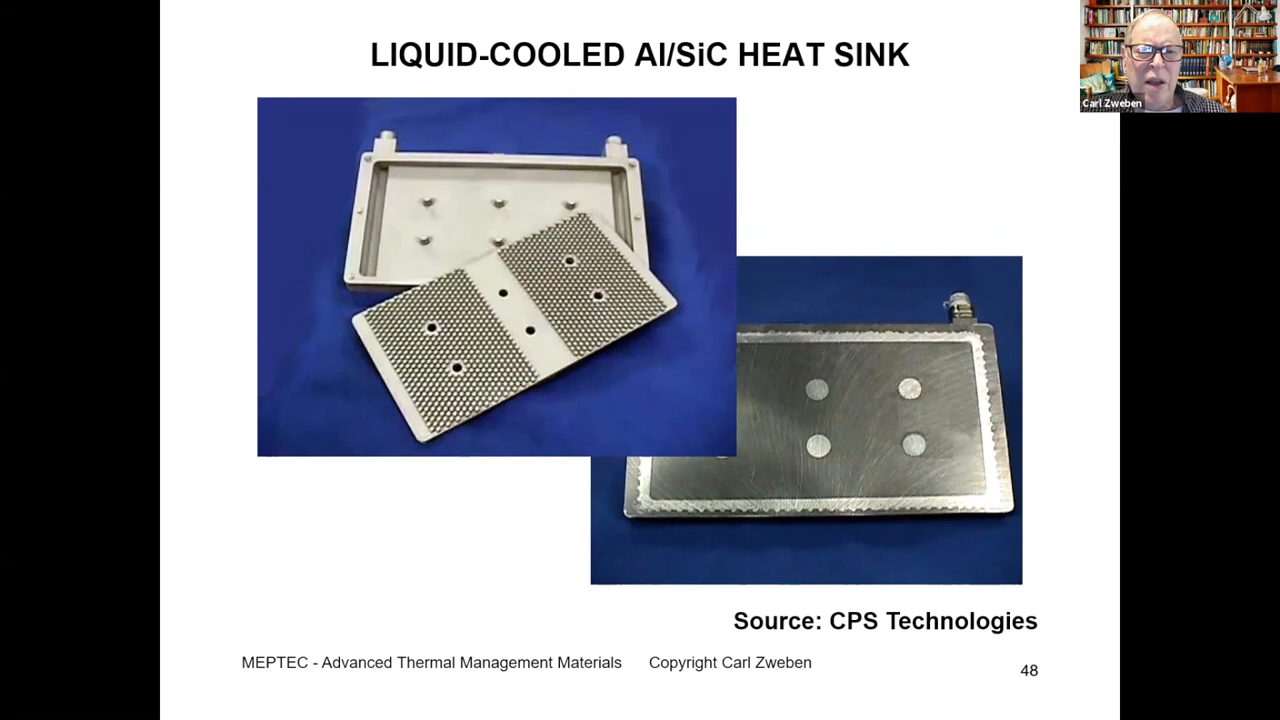 LIQUID-COOLED Al/SiC HEAT SINK
Carl Zweben
Source: CPS Technologies
MEPTEC - Advanced Thermal Management Materials Copyright Carl Zweben
48